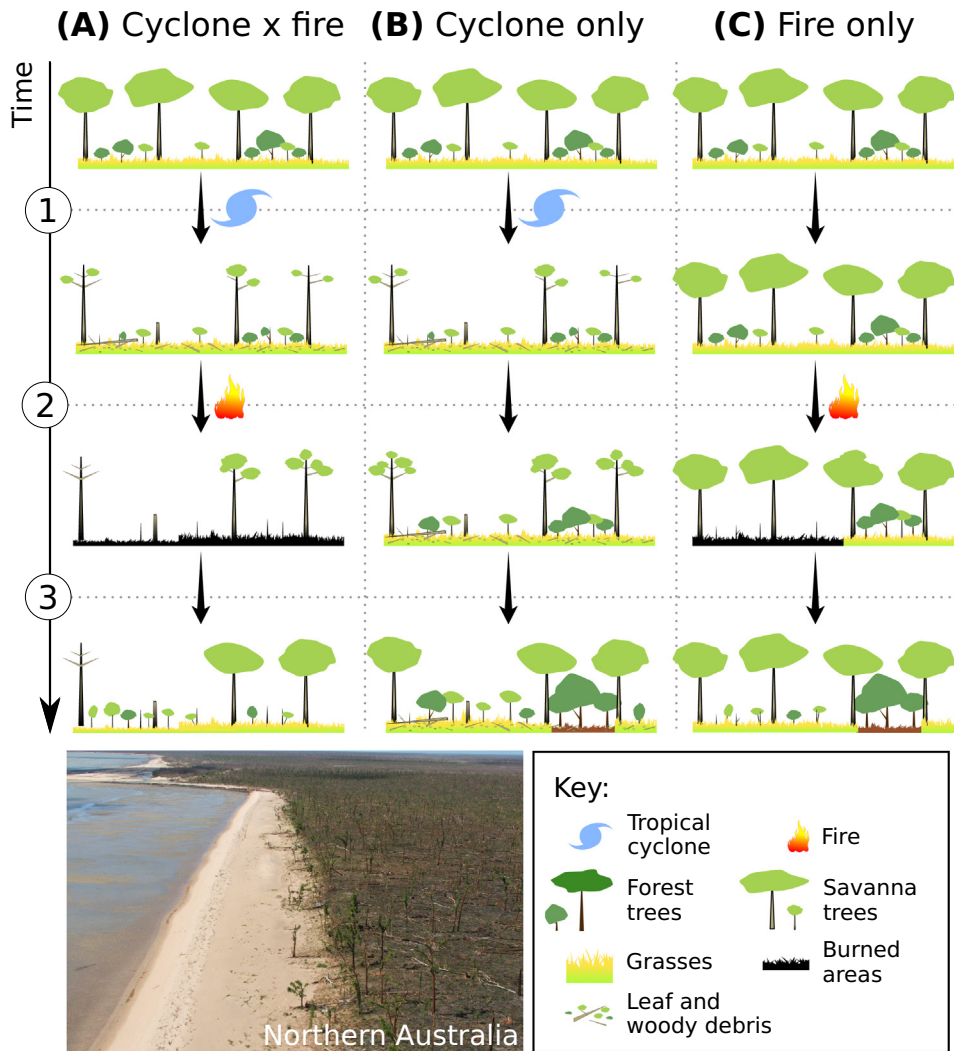 (A) Cyclone x fire
(B) Cyclone only
(C) Fire only
Time
1
2
3
Northern Australia
Key:
Tropical
cyclone
Fire
Forest
trees
Savanna
trees
Grasses
Burned
areas
Leaf and
woody debris